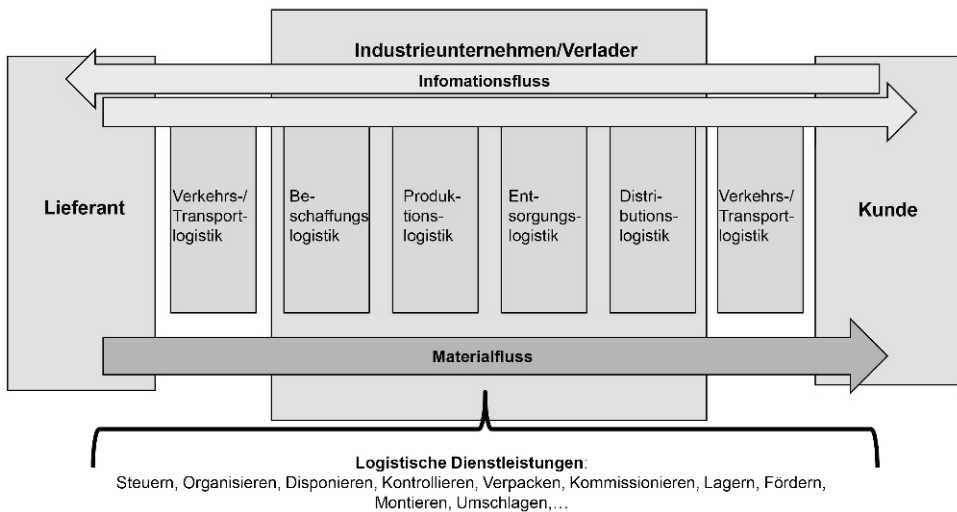 Industrieunternehmen/Verlader
Infomationsfluss
Lieferant
Verkehrs-/
Transport-
logistik
Be-
schaffungs
logistik
Produk-
tions-
logistik
Ent-
sorgungs-
logistik
Distri-
butions-
logistik
Verkehrs-/
Transport-
logistik
Kunde
Materialfluss
Logistische Dienstleistungen:
Steuern, Organisieren, Disponieren, Kontrollieren, Verpacken, Kommissionieren, Lagern, Fördern,
Montieren, Umschlagen,…